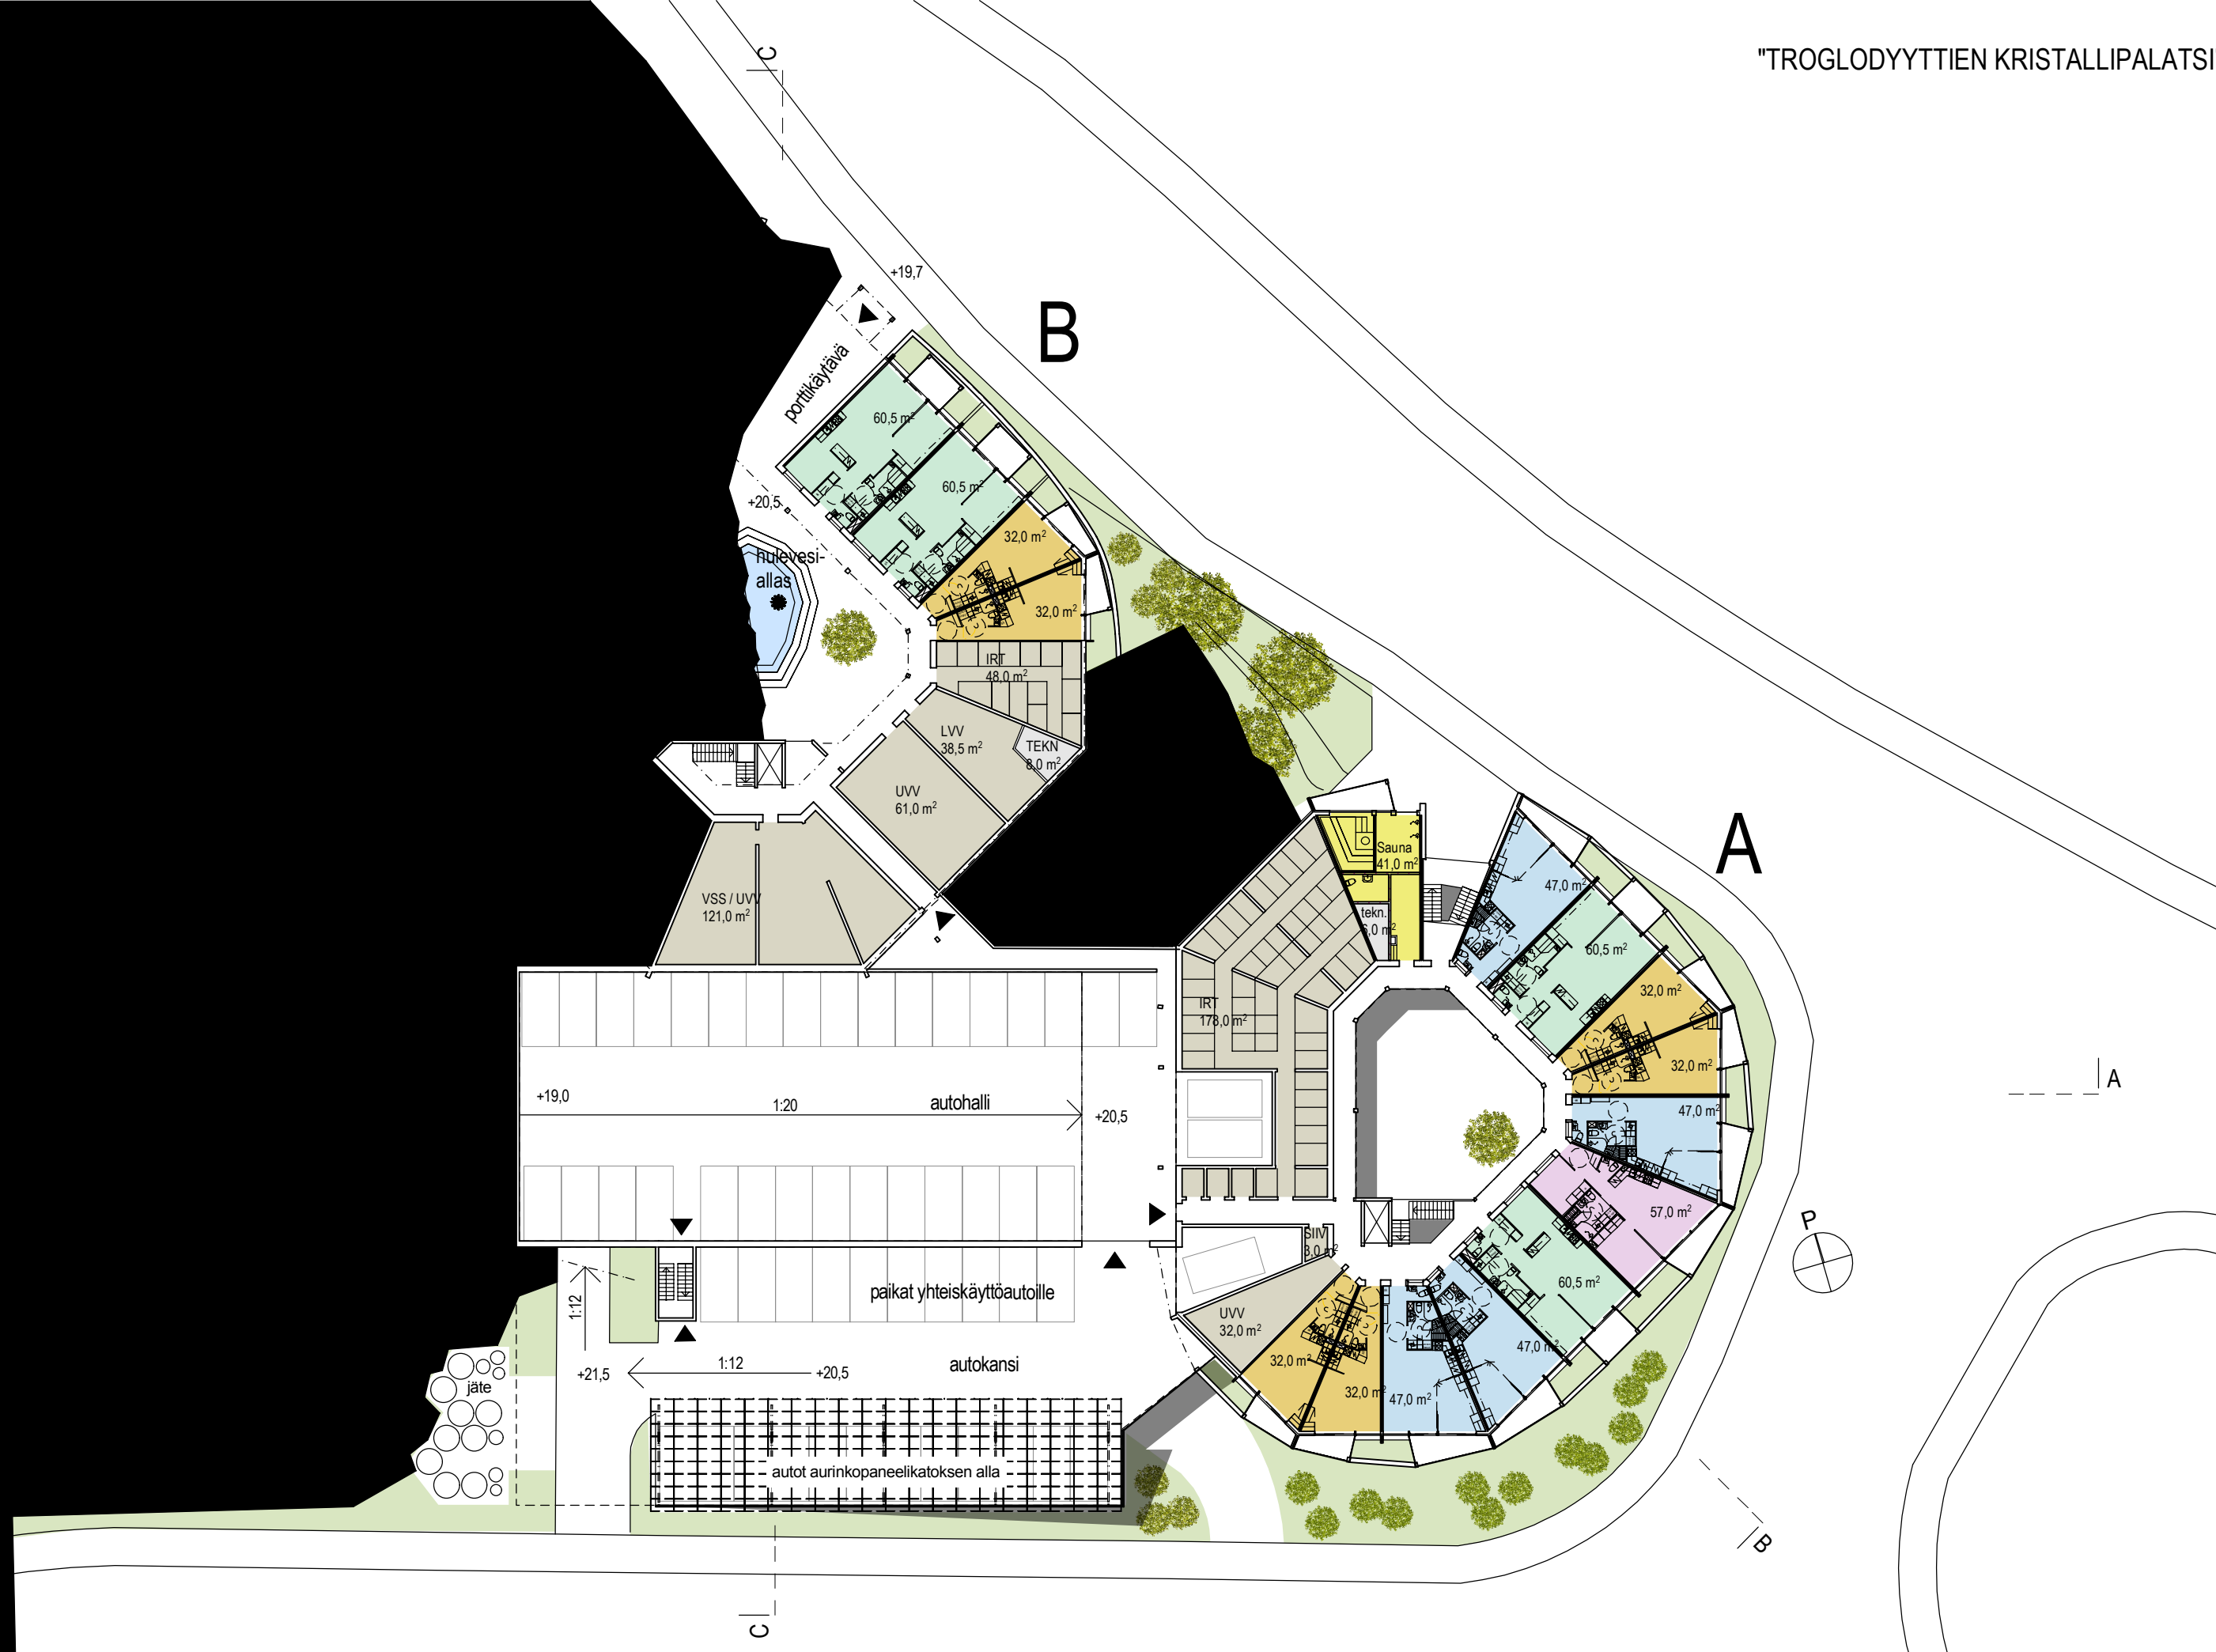 C
"TROGLODYYTTIEN KRISTALLIPALATSI"
+19,7
B
porttikäytävä
60,5 m²
60,5 m²
+20,5
32,0 m²
hulevesi-
allas
32,0 m²
IRT
48,0 m²
LVV
38,5 m²
TEKN
8,0 m²
UVV
61,0 m²
A
Sauna
41,0 m²
47,0 m²
VSS / UVV
121,0 m²
tekn.
6,0 m²
60,5 m²
32,0 m²
IRT
178,0 m²
32,0 m²
A
+19,0
1:20
autohalli
+20,5
47,0 m²
57,0 m²
P
SIIV
3,0 m²
60,5 m²
paikat yhteiskäyttöautoille
1:12
UVV
32,0 m²
47,0 m²
32,0 m²
32,0 m²
47,0 m²
autokansi
1:12
+21,5
+20,5
jäte
autot aurinkopaneelikatoksen alla
B
C